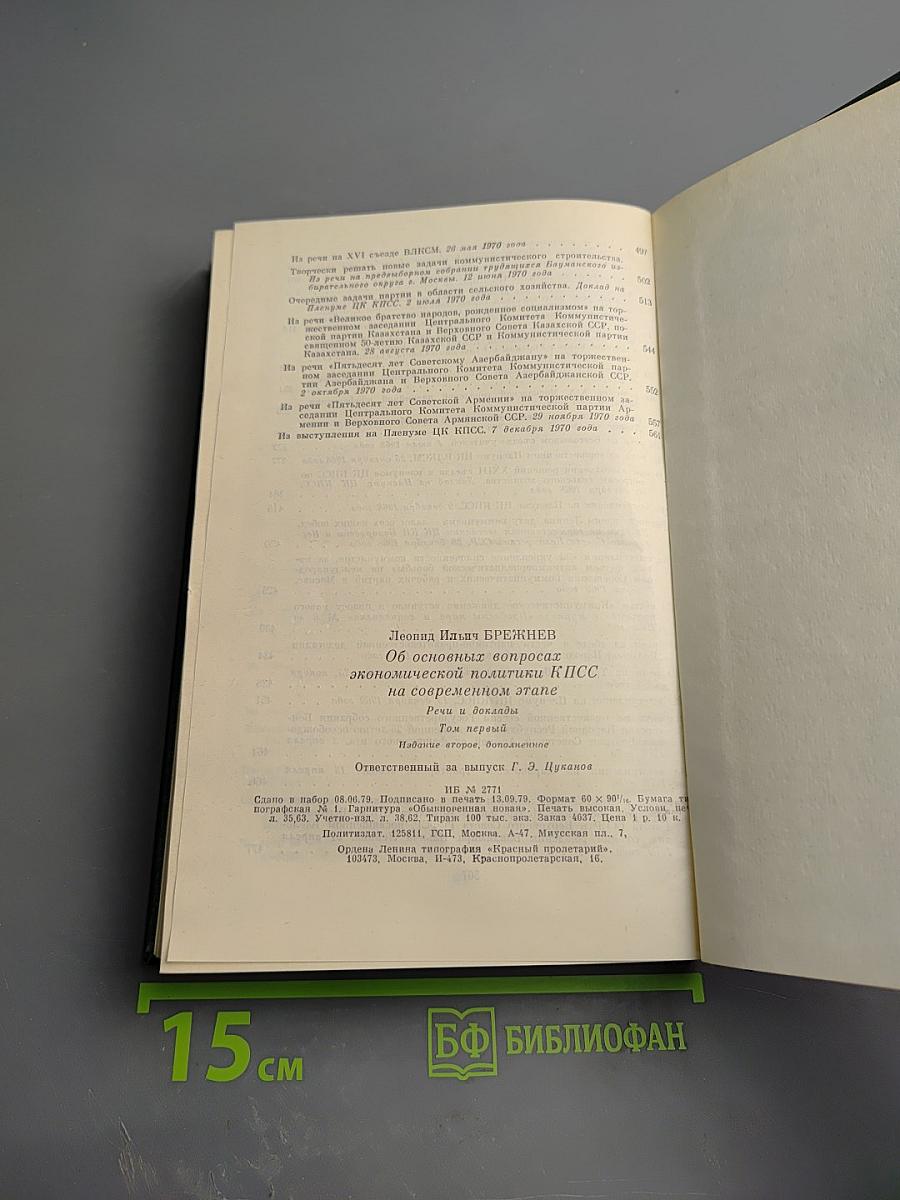 Из речи на XVI съезде ВЛКСМ. 26 мая 1970 года . . . . . . . . 497
Творчески решать новые задачи коммунистического строительства.
Из речи на предвыборном собрании трудящихся Бауманского из-
бирательного округа г. Москвы. 12 июня 1970 года . . . . . . 502
Очередные задачи партии в области сельского хозяйства. Доклад на
Пленуме ЦК КПСС. 2 июля 1970 года . . . . . . . . . . . 513
Из речи «Великое братство народов, рожденное социализмом» на тор-
жественном заседании Центрального Комитета Коммунистиче-
ской партии Казахстана и Верховного Совета Казахской ССР, по-
священном 50-летию Казахской ССР и Коммунистической партии
Казахстана. 28 августа 1970 года . . . . . . . . . . . . . 544
Из речи «Пятьдесят лет Советскому Азербайджану» на торжествен-
ном заседании Центрального Комитета Коммунистической пар-
тии Азербайджана и Верховного Совета Азербайджанской ССР.
2 октября 1970 года . . . . . . . . . . . . . . . . . . 552
Из речи «Пятьдесят лет Советской Армении» на торжественном за-
седании Центрального Комитета Коммунистической партии Ар-
мении и Верховного Совета Армянской ССР. 29 ноября 1970 года 557
Из выступления на Пленуме ЦК КПСС. 7 декабря 1970 года . . . 564
Леонид Ильич БРЕЖНЕВ
Об основных вопросах
экономической политики КПСС
на современном этапе
Речи и доклады
Том первый
Издание второе, дополненное
Ответственный за выпуск Г. Э. Цуканов
ИБ № 2771
Сдано в набор 08.06.79. Подписано в печать 13.09.79. Формат 60 × 90 1/16. Бумага ти
пографская № 1. Гарнитура «Обыкновенная новая». Печать высокая. Условн. пе
л. 35,63. Учетно-изд. л. 38,62. Тираж 100 тыс. экз. Заказ 4037. Цена 1 р. 10 к.
Политиздат. 125811, ГСП, Москва. А-47, Миусская пл., 7,
Ордена Ленина типография «Красный пролетарий».
103473, Москва, И-473, Краснопролетарская, 16.
15 см
БФ БИБЛИОФАН